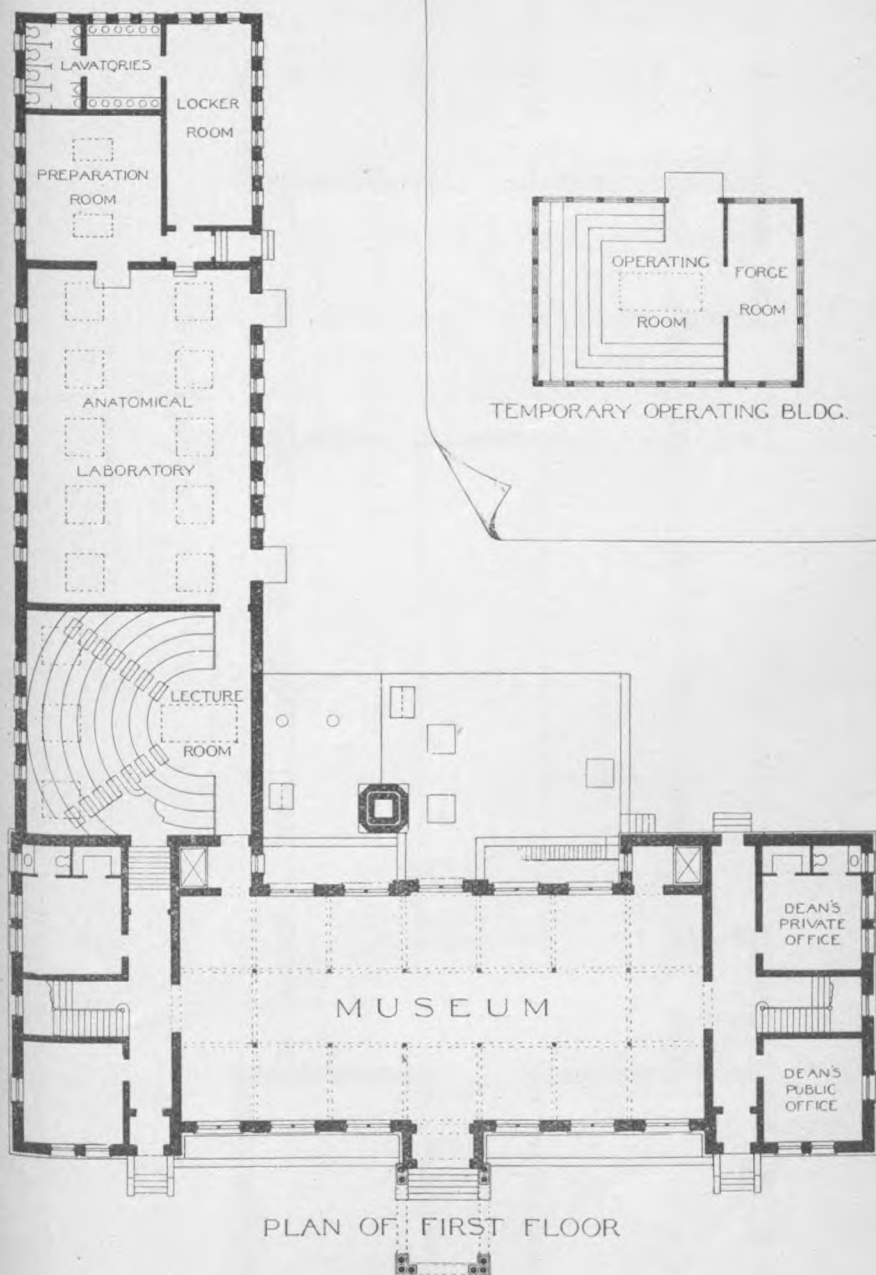 LAVATORIES
LOCKER
ROOM
PREPARATION
ROOM
OPERATING
ROOM
FORGE
ROOM
TEMPORARY OPERATING BLDG.
ANATOMICAL
LABORATORY
LECTURE
ROOM
DEAN'S
PRIVATE
OFFICE
MUSEUM
DEAN'S
PUBLIC
OFFICE
PLAN OF FIRST FLOOR